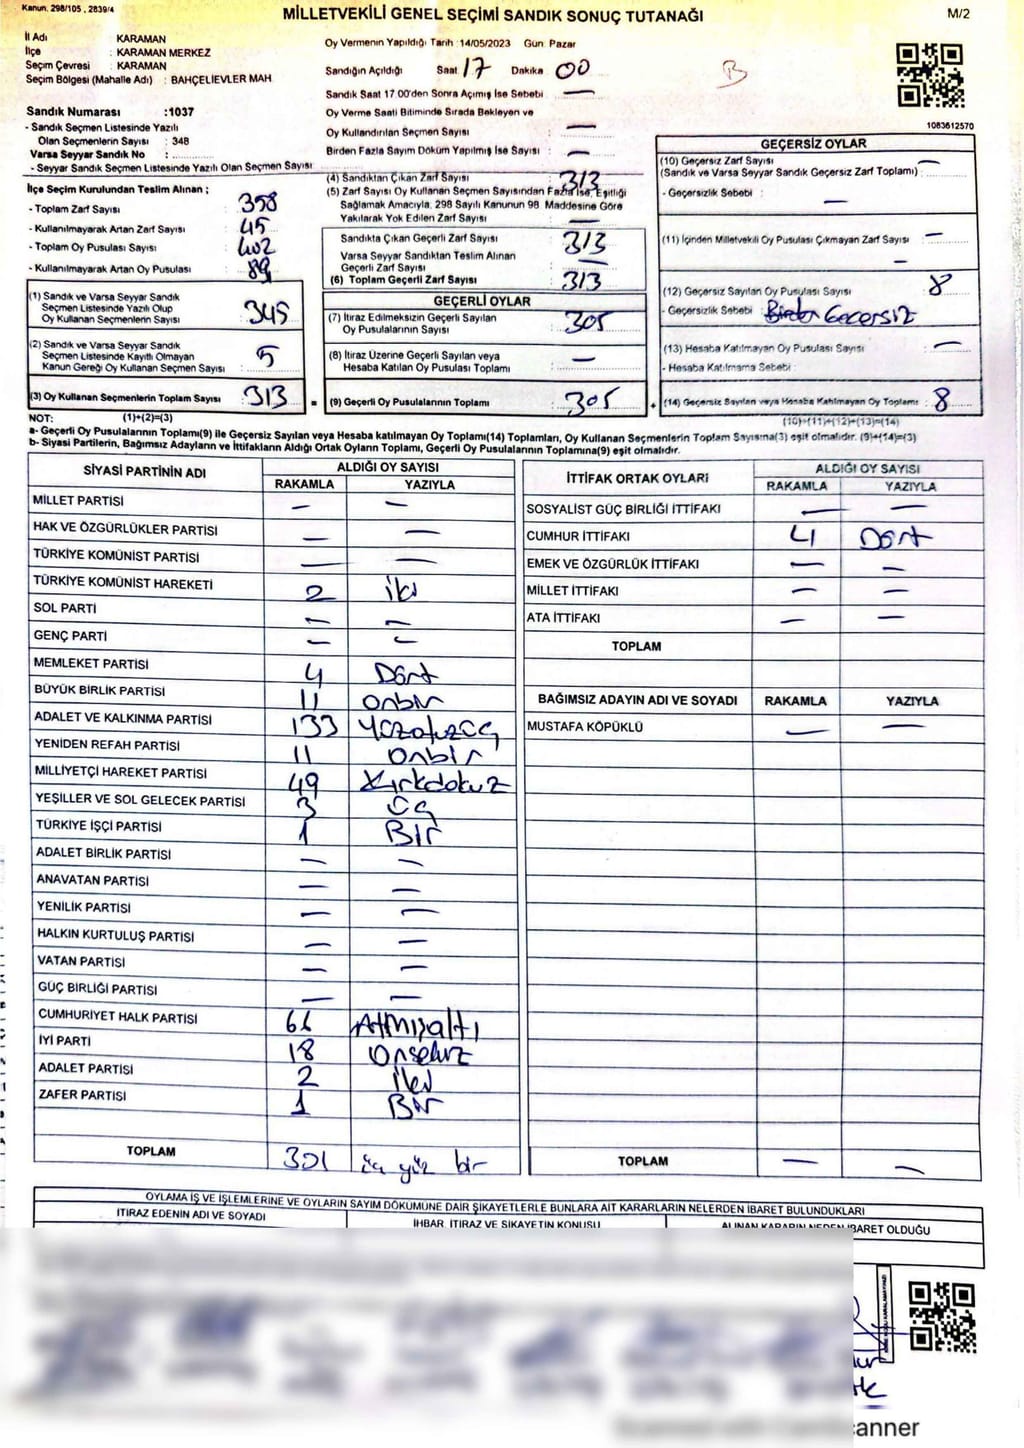 Kanun. 298/105 , 2839/4
MİLLETVEKİLİ GENEL SEÇİMİ SANDIK SONUÇ TUTANAĞI
M/2
İl Adı KARAMAN
İlçe : KARAMAN MERKEZ
Seçim Çevresi : KARAMAN
Seçim Bölgesi (Mahalle Adı) : BAHÇELİEVLER MAH
Oy Vermenin Yapıldığı Tarih :14/05/2023 Gün Pazar
Sandığın Açıldığı Saat 17 Dakika 00
B
Sandık Saat 17 00'den Sonra Açımış İse Sebebi : —
Sandık Numarası :1037
- Sandık Seçmen Listesinde Yazılı
Olan Seçmenlerin Sayısı : 348
Varsa Seyyar Sandık No :
- Seyyar Sandık Seçmen Listesinde Yazılı Olan Seçmen Sayısı
Oy Verme Saati Bitiminde Sırada Bekleyen ve
Oy Kullandırılan Seçmen Sayısı : —
Birden Fazla Sayım Döküm Yapılmış İse Sayısı : —
1083612570
İlçe Seçim Kurulundan Teslim Alınan ;
- Toplam Zarf Sayısı : 358
- Kullanılmayarak Artan Zarf Sayısı : 45
- Toplam Oy Pusulası Sayısı : 402
- Kullanılmayarak Artan Oy Pusulası : 89
(4) Sandıktan Çıkan Zarf Sayısı : 313
(5) Zarf Sayısı Oy Kullanan Seçmen Sayısından Fazla İse, Eşitliği
Sağlamak Amacıyla, 298 Sayılı Kanunun 98 Maddesine Göre
Yakılarak Yok Edilen Zarf Sayısı : —
Sandıkta Çıkan Geçerli Zarf Sayısı : 313
Varsa Seyyar Sandıktan Teslim Alınan
Geçerli Zarf Sayısı : —
(6) Toplam Geçerli Zarf Sayısı : 313
GEÇERSİZ OYLAR
(10) Geçersiz Zarf Sayısı —
(Sandık ve Varsa Seyyar Sandık Geçersiz Zarf Toplamı) :
- Geçersizlik Sebebi : —
(11) İçinden Milletvekili Oy Pusulası Çıkmayan Zarf Sayısı : —
—
(12) Geçersiz Sayılan Oy Pusulası Sayısı : 8
- Geçersizlik Sebebi : Geçersiz
(13) Hesaba Katılmayan Oy Pusulası Sayısı : —
- Hesaba Katılmama Sebebi :
(14) Geçersiz Sayılan veya Hesaba Katılmayan Oy Toplamı : 8
(10)+(11)+(12)+(13)=(14)
(1) Sandık ve Varsa Seyyar Sandık
Seçmen Listesinde Yazılı Olup
Oy Kullanan Seçmenlerin Sayısı : 345
(2) Sandık ve Varsa Seyyar Sandık
Seçmen Listesinde Kayıtlı Olmayan
Kanun Gereği Oy Kullanan Seçmen Sayısı : 5
(3) Oy Kullanan Seçmenlerin Toplam Sayısı : 313
GEÇERLİ OYLAR
(7) İtiraz Edilmeksizin Geçerli Sayılan
Oy Pusulalarının Sayısı : 305
(8) İtiraz Üzerine Geçerli Sayılan veya
Hesaba Katılan Oy Pusulası Toplamı : —
(9) Geçerli Oy Pusulalarının Toplamı : 305
NOT: (1)+(2)=(3)
a- Geçerli Oy Pusulalarının Toplamı(9) ile Geçersiz Sayılan veya Hesaba katılmayan Oy Toplamı(14) Toplamları, Oy Kullanan Seçmenlerin Toplam Sayısına(3) eşit olmalıdır. (9)+(14)=(3)
b- Siyasi Partilerin, Bağımsız Adayların ve İttifakların Aldığı Ortak Oyların Toplamı, Geçerli Oy Pusulalarının Toplamına(9) eşit olmalıdır.
SİYASİ PARTİNİN ADI ALDIĞI OY SAYISI
RAKAMLA YAZIYLA
MİLLET PARTİSİ — —
HAK VE ÖZGÜRLÜKLER PARTİSİ — —
TÜRKİYE KOMÜNİST PARTİSİ — —
TÜRKİYE KOMÜNİST HAREKETİ 2 iki
SOL PARTİ — —
GENÇ PARTİ — —
MEMLEKET PARTİSİ 4 Dört
BÜYÜK BİRLİK PARTİSİ 11 onbir
ADALET VE KALKINMA PARTİSİ 133 Yüzotuzüç
YENİDEN REFAH PARTİSİ 11 onbir
MİLLİYETÇİ HAREKET PARTİSİ 49 Kırkdokuz
YEŞİLLER VE SOL GELECEK PARTİSİ 3 üç
TÜRKİYE İŞÇİ PARTİSİ 1 Bir
ADALET BİRLİK PARTİSİ — —
ANAVATAN PARTİSİ — —
YENİLİK PARTİSİ — —
HALKIN KURTULUŞ PARTİSİ — —
VATAN PARTİSİ — —
GÜÇ BİRLİĞİ PARTİSİ — —
CUMHURİYET HALK PARTİSİ 66 Atmışaltı
İYİ PARTİ 18 Onsekiz
ADALET PARTİSİ 2 iki
ZAFER PARTİSİ 1 Bir
TOPLAM 301 üç yüz bir
İTTİFAK ORTAK OYLARI ALDIĞI OY SAYISI
RAKAMLA YAZIYLA
SOSYALİST GÜÇ BİRLİĞİ İTTİFAKI — —
CUMHUR İTTİFAKI 4 Dört
EMEK VE ÖZGÜRLÜK İTTİFAKI — —
MİLLET İTTİFAKI — —
ATA İTTİFAKI — —
TOPLAM
BAĞIMSIZ ADAYIN ADI VE SOYADI RAKAMLA YAZIYLA
MUSTAFA KÖPÜKLÜ — —
TOPLAM — —
OYLAMA İŞ VE İŞLEMLERİNE VE OYLARIN SAYIM DÖKÜMÜNE DAİR ŞİKAYETLERLE BUNLARA AİT KARARLARIN NELERDEN İBARET BULUNDUKLARI
İTİRAZ EDENİN ADI VE SOYADI İHBAR, İTİRAZ VE ŞİKAYETİN KONUSU ALINAN KARARIN NEDEN İBARET OLDUĞU